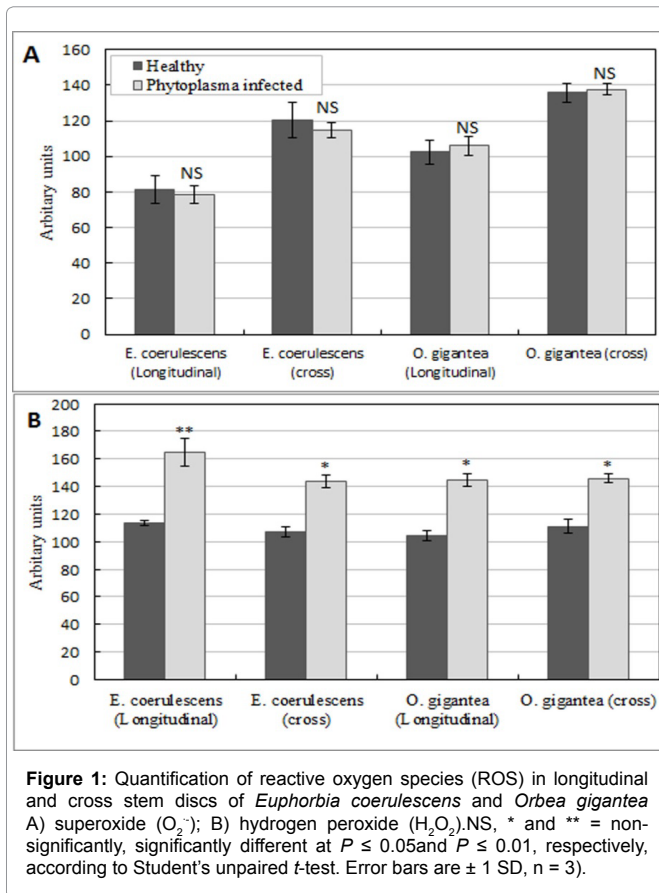 A
Healthy
Phytoplasma infected
160
140
120
100
80
60
40
20
0
Arbitary units
NS
NS
NS
NS
E. coerulescens
(Longitudinal)
E. coerulescens
(cross)
O. gigantea
(Longitudinal)
O. gigantea (cross)
B
200
180
160
140
120
100
80
60
40
20
0
Arbitary units
**
*
*
*
E. coerulescens
(L ongitudinal)
E. coerulescens
(cross)
O. gigantea
(L ongitudinal)
O. gigantea (cross)
Figure 1: Quantification of reactive oxygen species (ROS) in longitudinal
and cross stem discs of Euphorbia coerulescens and Orbea gigantea
A) superoxide (O₂·-); B) hydrogen peroxide (H₂O₂).NS, * and ** = non-
significantly, significantly different at P ≤ 0.05and P ≤ 0.01, respectively,
according to Student’s unpaired t-test. Error bars are ± 1 SD, n = 3).